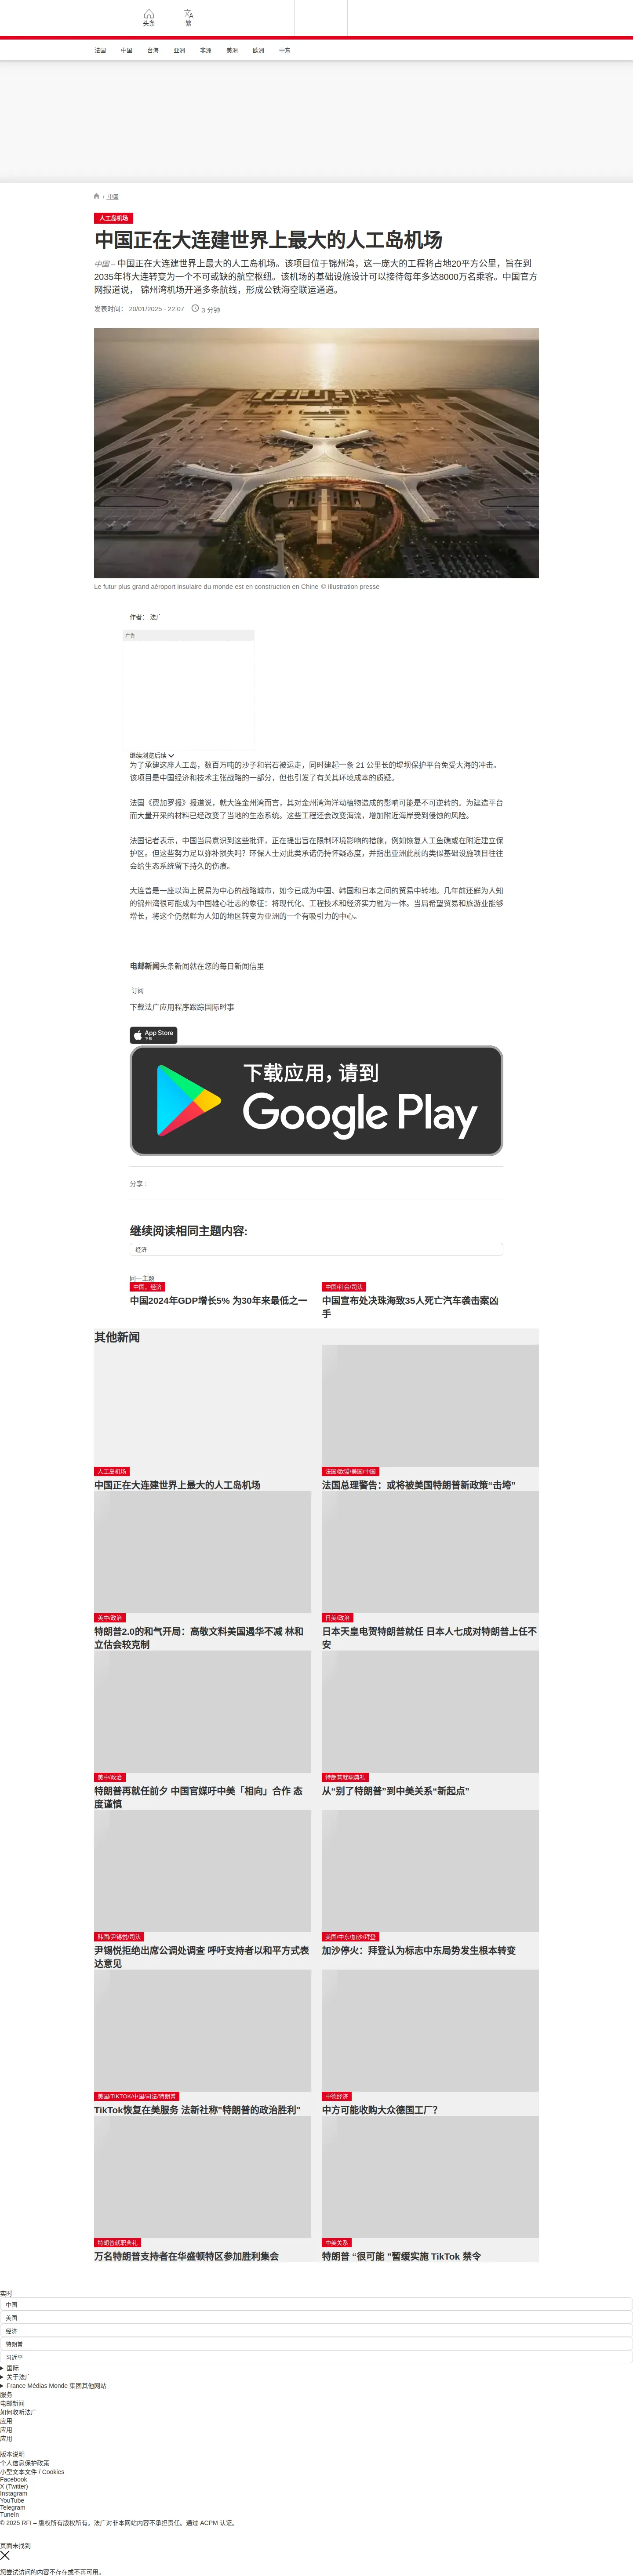 头条
繁
法国
中国
台海
亚洲
非洲
美洲
欧洲
中东
/ 中国
人工岛机场
中国正在大连建世界上最大的人工岛机场
中国 – 中国正在大连建世界上最大的人工岛机场。该项目位于锦州湾，这一庞大的工程将占地20平方公里，旨在到
2035年将大连转变为一个不可或缺的航空枢纽。该机场的基础设施设计可以接待每年多达8000万名乘客。中国官方
网报道说， 锦州湾机场开通多条航线，形成公铁海空联运通道。
发表时间： 20/01/2025 - 22:07
3 分钟
Le futur plus grand aéroport insulaire du monde est en construction en Chine © Illustration presse
作者： 法广
广告
继续浏览后续
为了承建这座人工岛，数百万吨的沙子和岩石被运走，同时建起一条 21 公里长的堤坝保护平台免受大海的冲击。
该项目是中国经济和技术主张战略的一部分，但也引发了有关其环境成本的质疑。
法国《费加罗报》报道说，就大连金州湾而言，其对金州湾海洋动植物造成的影响可能是不可逆转的。为建造平台
而大量开采的材料已经改变了当地的生态系统。这些工程还会改变海流，增加附近海岸受到侵蚀的风险。
法国记者表示，中国当局意识到这些批评，正在提出旨在限制环境影响的措施，例如恢复人工鱼礁或在附近建立保
护区。但这些努力足以弥补损失吗？环保人士对此类承诺仍持怀疑态度，并指出亚洲此前的类似基础设施项目往往
会给生态系统留下持久的伤痕。
大连曾是一座以海上贸易为中心的战略城市，如今已成为中国、韩国和日本之间的贸易中转地。几年前还鲜为人知
的锦州湾很可能成为中国雄心壮志的象征：将现代化、工程技术和经济实力融为一体。当局希望贸易和旅游业能够
增长，将这个仍然鲜为人知的地区转变为亚洲的一个有吸引力的中心。
电邮新闻头条新闻就在您的每日新闻信里
订阅
下载法广应用程序跟踪国际时事
App Store
下载
下载应用，请到
Google Play
分享 :
继续阅读相同主题内容:
经济
同一主题
中国，经济
中国2024年GDP增长5% 为30年来最低之一
中国/社会/司法
中国宣布处决珠海致35人死亡汽车袭击案凶
手
其他新闻
人工岛机场
中国正在大连建世界上最大的人工岛机场
法国/欧盟/美国/中国
法国总理警告：或将被美国特朗普新政策“击垮”
美中/政治
特朗普2.0的和气开局：高敬文料美国遏华不减 林和
立估会较克制
日美/政治
日本天皇电贺特朗普就任 日本人七成对特朗普上任不
安
美中/政治
特朗普再就任前夕 中国官媒吁中美「相向」合作 态
度谨慎
特朗普就职典礼
从“别了特朗普”到中美关系“新起点”
韩国/尹锡悦/司法
尹锡悦拒绝出席公调处调查 呼吁支持者以和平方式表
达意见
美国/中东/加沙/拜登
加沙停火：拜登认为标志中东局势发生根本转变
美国/TIKTOK/中国/司法/特朗普
TikTok恢复在美服务 法新社称"特朗普的政治胜利"
中德经济
中方可能收购大众德国工厂？
特朗普就职典礼
万名特朗普支持者在华盛顿特区参加胜利集会
中美关系
特朗普 “很可能 ”暂缓实施 TikTok 禁令
实时
中国
美国
经济
特朗普
习近平
国际
关于法广
France Médias Monde 集团其他网站
服务
电邮新闻
如何收听法广
应用
应用
应用
版本说明
个人信息保护政策
小型文本文件 / Cookies
Facebook
X (Twitter)
Instagram
YouTube
Telegram
TuneIn
© 2025 RFI – 版权所有版权所有。法广对非本网站内容不承担责任。通过 ACPM 认证。
页面未找到
您尝试访问的内容不存在或不再可用。